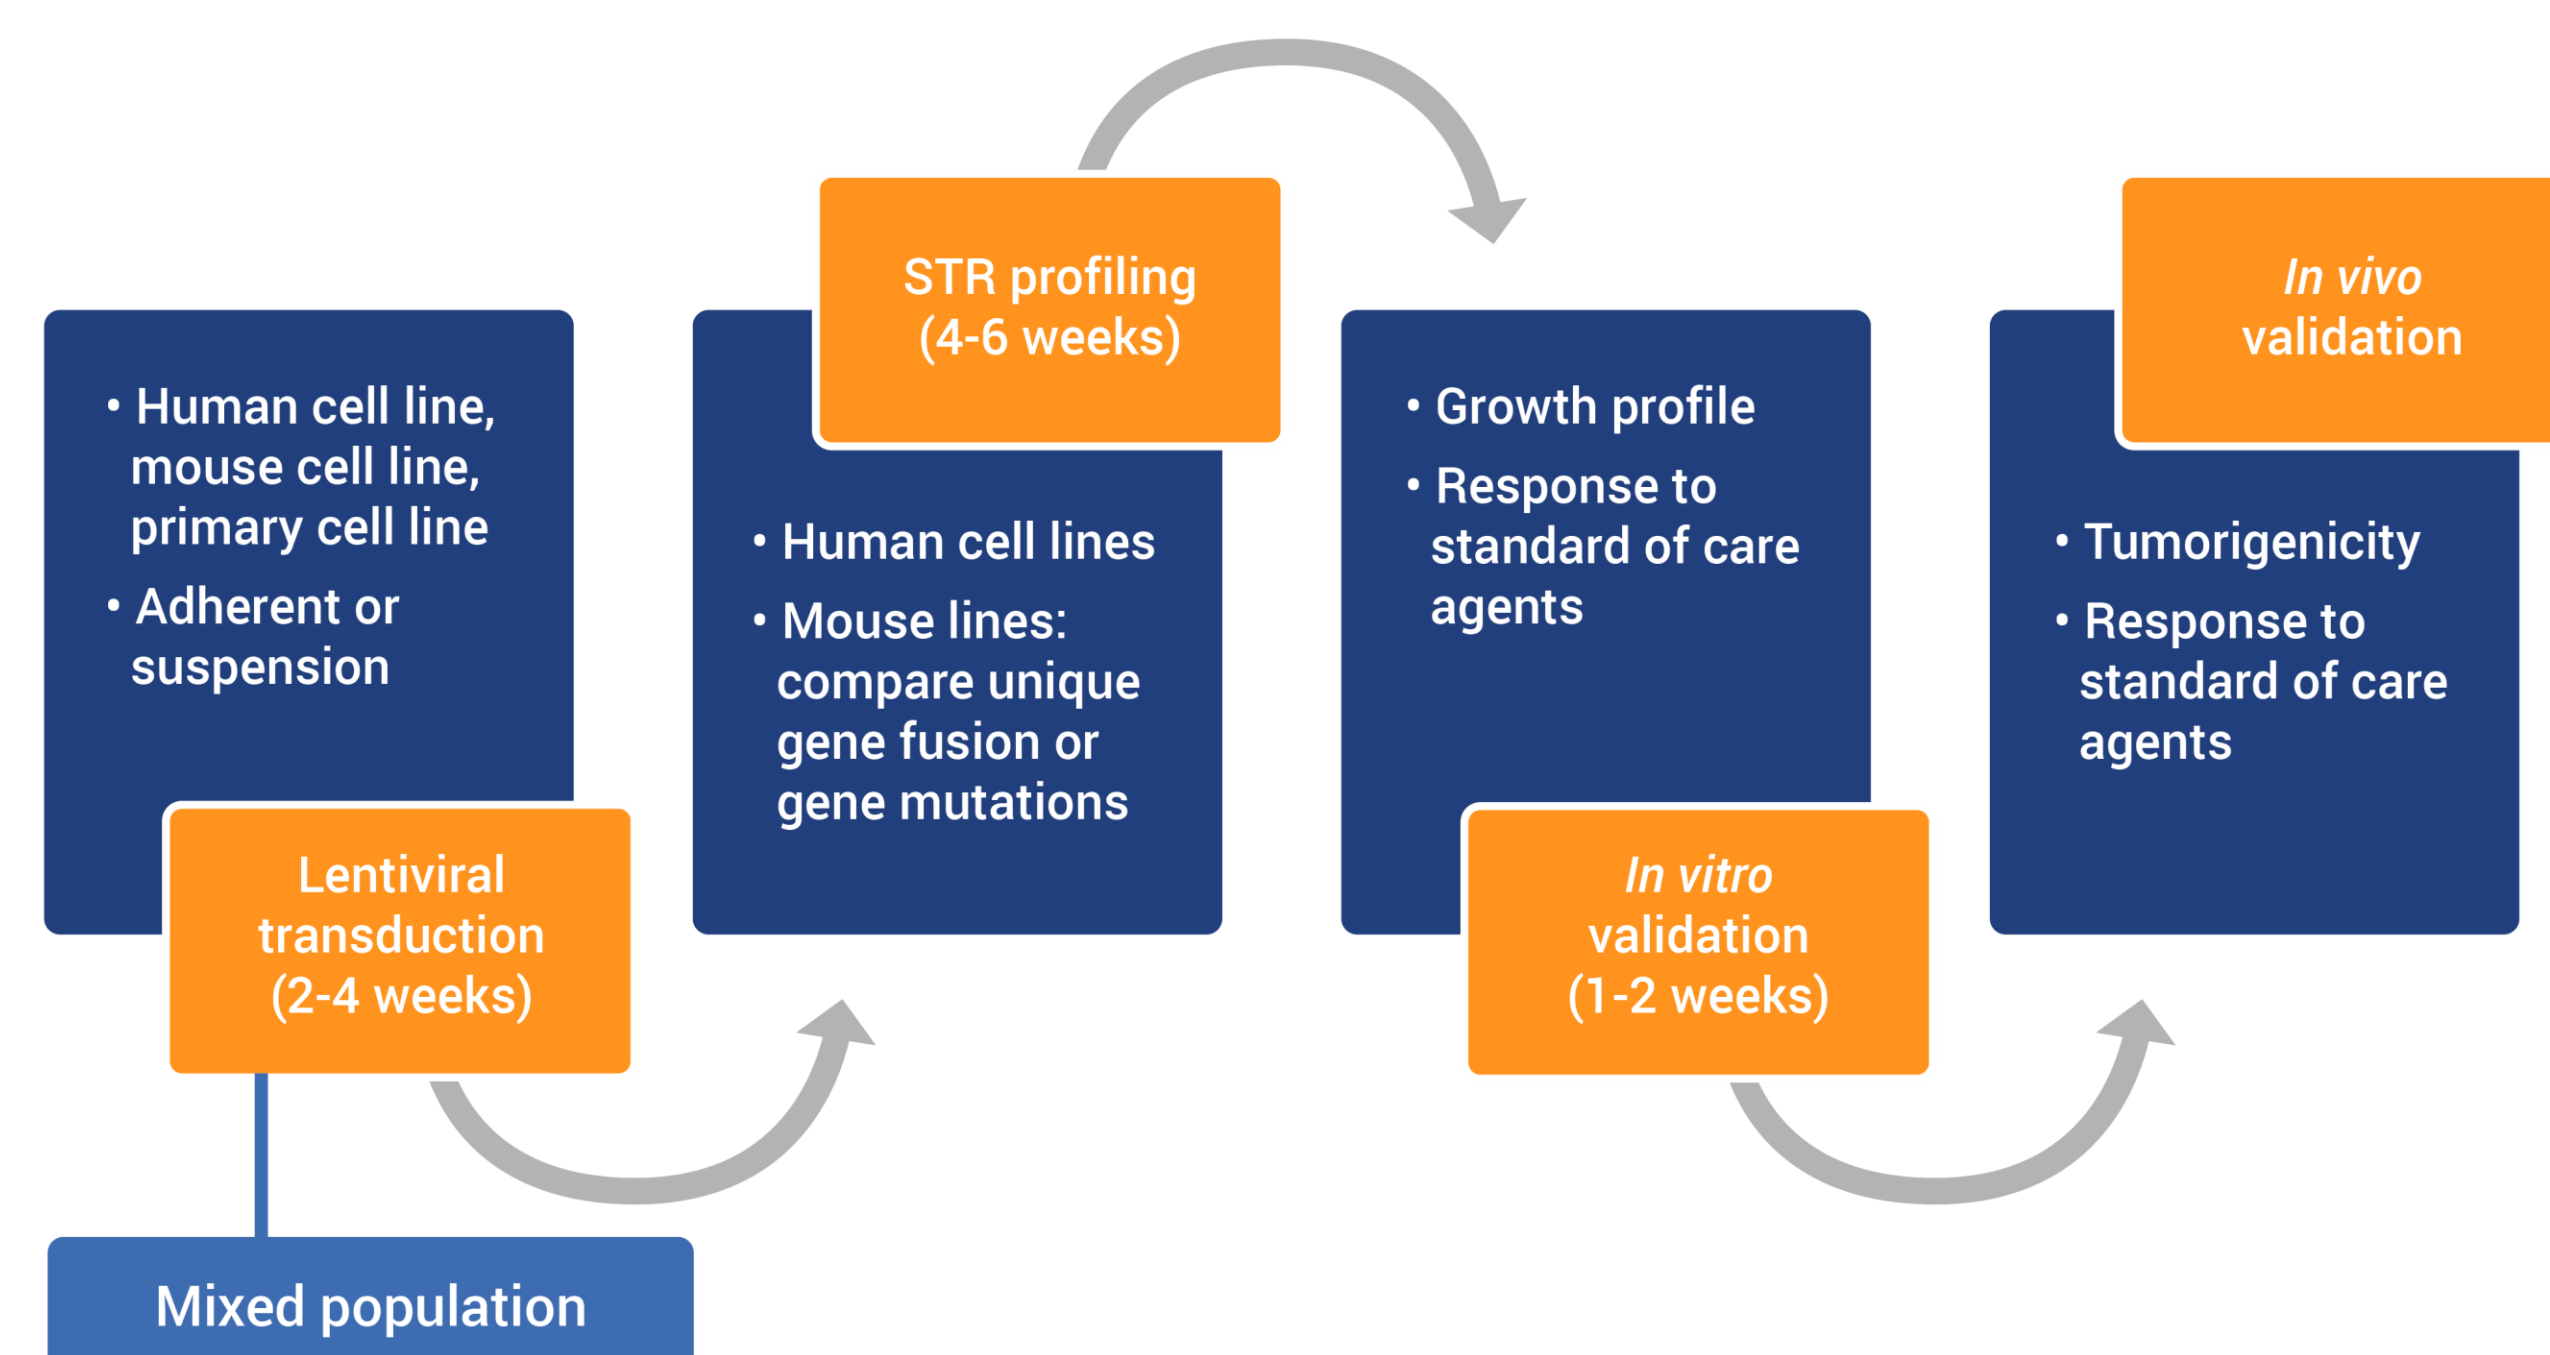 • Human cell line,
mouse cell line,
primary cell line
• Adherent or
suspension
Lentiviral
transduction
(2-4 weeks)
Mixed population
STR profiling
(4-6 weeks)
• Human cell lines
• Mouse lines:
compare unique
gene fusion or
gene mutations
• Growth profile
• Response to
standard of care
agents
In vitro
validation
(1-2 weeks)
In vivo
validation
• Tumorigenicity
• Response to
standard of care
agents